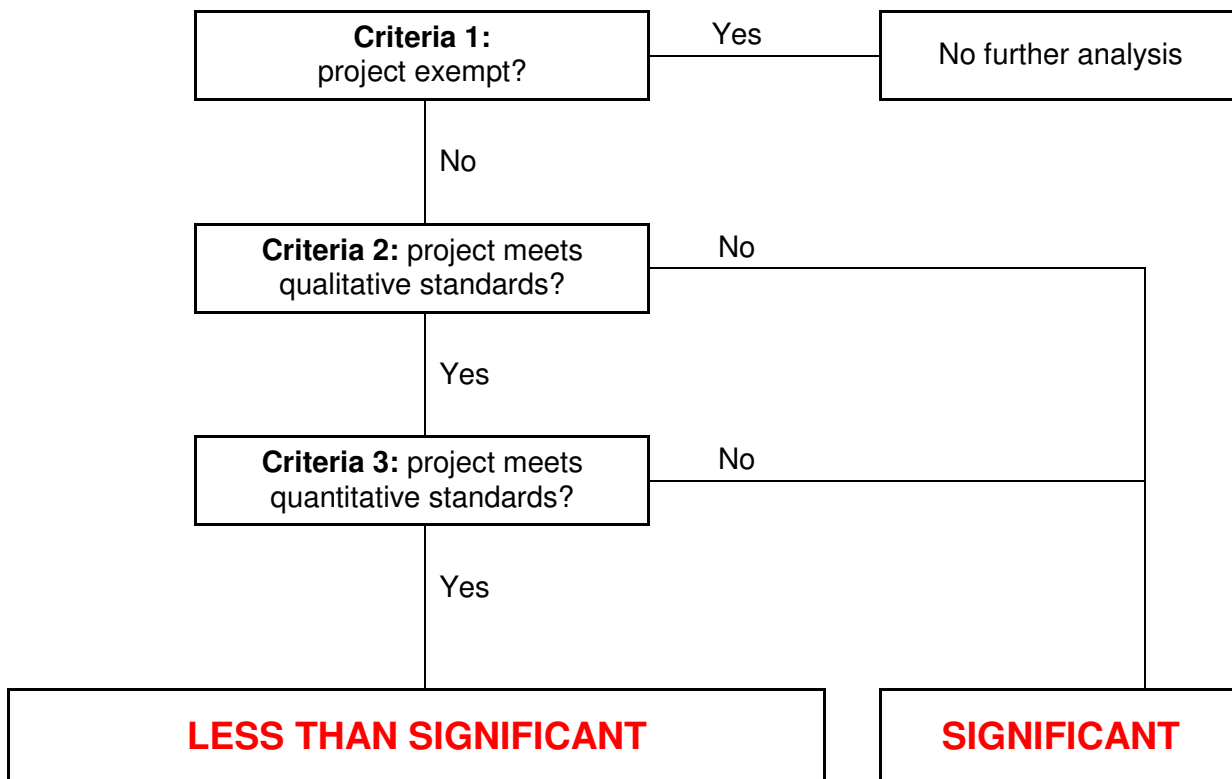 Criteria 1:
project exempt?
Yes
No further analysis
No
Criteria 2: project meets
qualitative standards?
No
Yes
Criteria 3: project meets
quantitative standards?
No
Yes
LESS THAN SIGNIFICANT
SIGNIFICANT